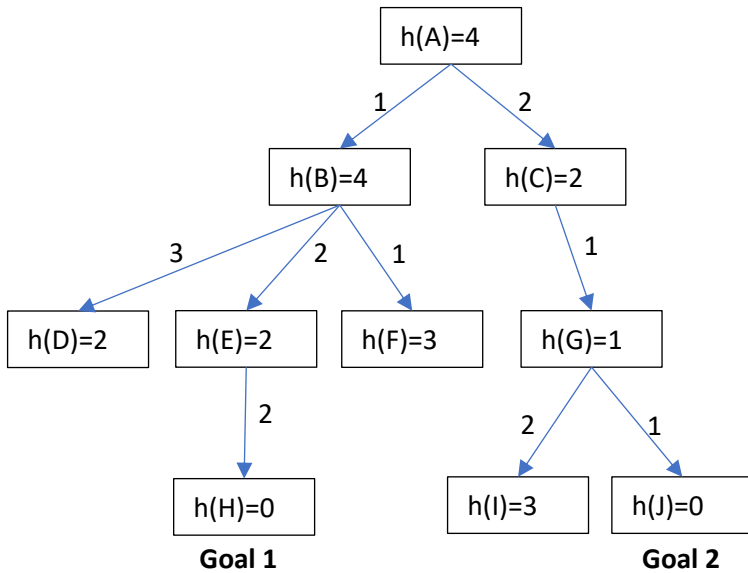 h(A)=4
1
2
h(B)=4
h(C)=2
3
2
1
1
h(D)=2
h(E)=2
h(F)=3
h(G)=1
2
2
1
h(H)=0
h(I)=3
h(J)=0
Goal 1
Goal 2